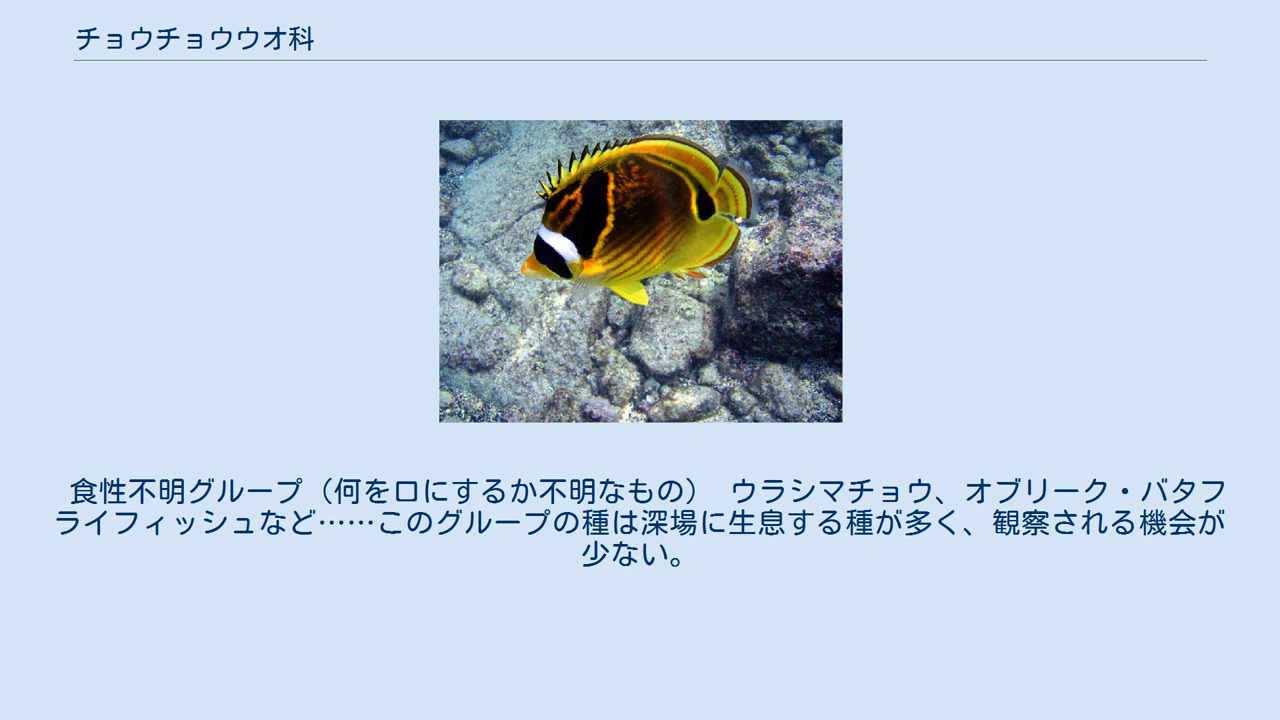 チョウチョウウオ科
食性不明グループ（何を口にするか不明なもの）　ウラシマチョウ、オブリーク・バタフ
ライフィッシュなど……このグループの種は深場に生息する種が多く、観察される機会が
少ない。